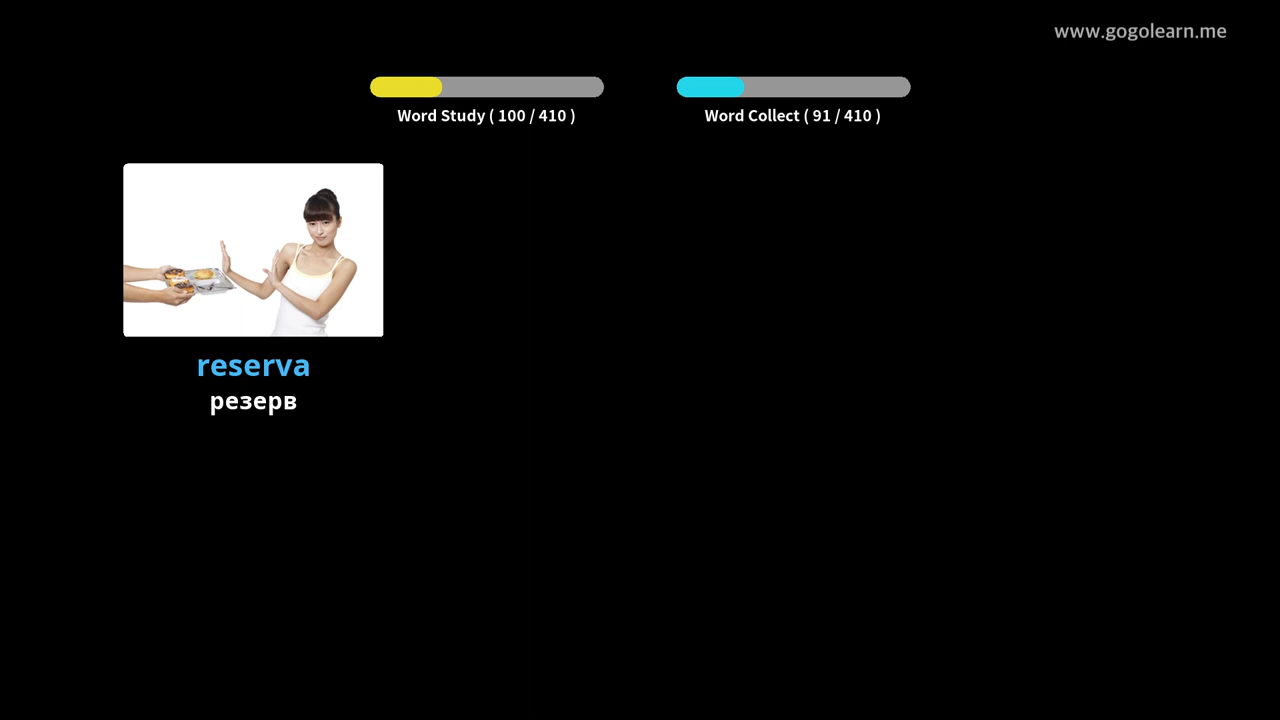 www.gogolearn.me
Word Study ( 100 / 410 )
Word Collect ( 91 / 410 )
reserva
резерв